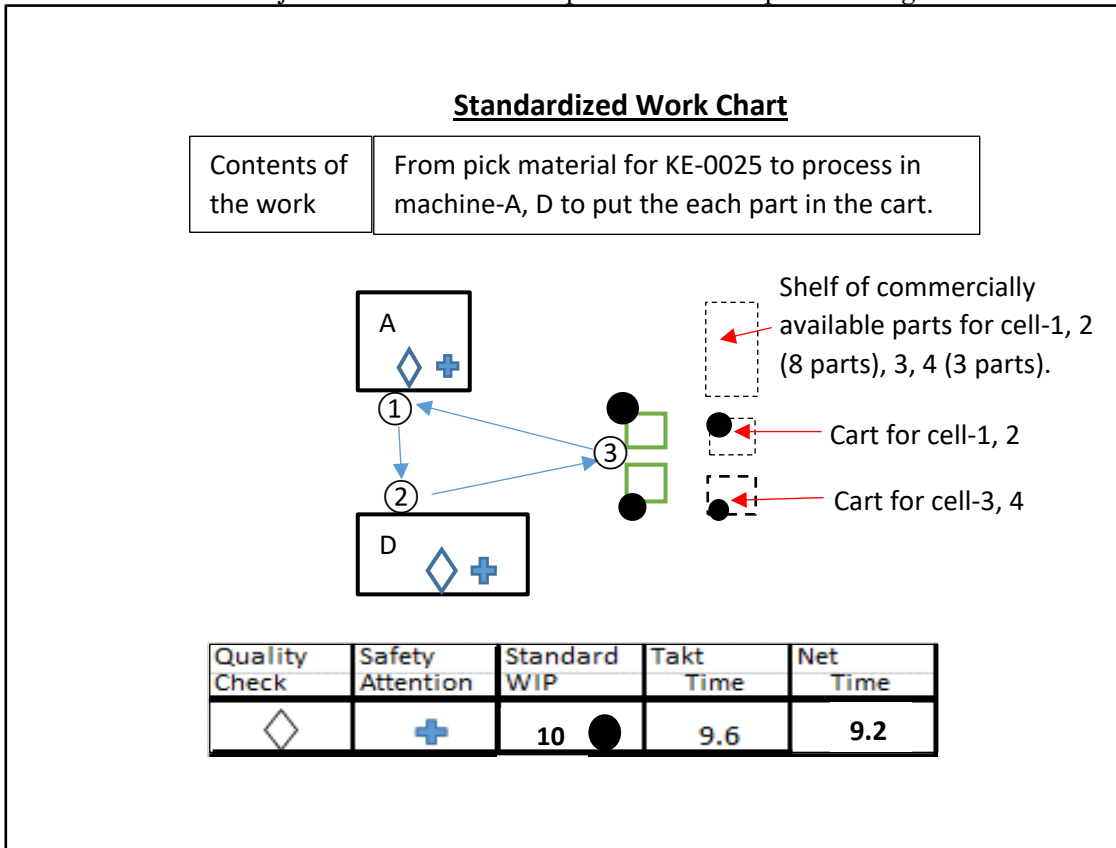 Standardized Work Chart
Contents of
the work
From pick material for KE-0025 to process in
machine-A, D to put the each part in the cart.
Shelf of commercially
available parts for cell-1, 2
(8 parts), 3, 4 (3 parts).
A
1
3
Cart for cell-1, 2
2
Cart for cell-3, 4
D
Quality
Check
Safety
Attention
Standard
WIP
Takt
Time
Net
Time
10
9.6
9.2